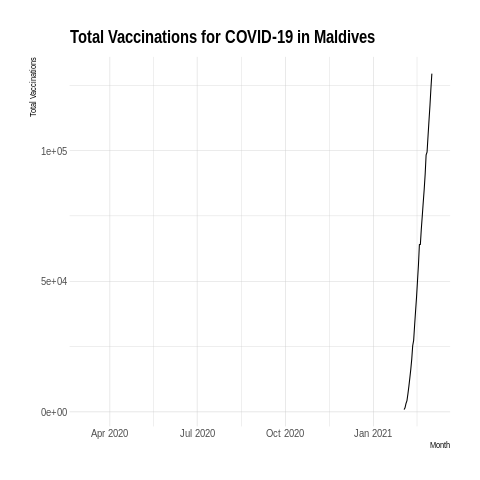 Total Vaccinations for COVID-19 in Maldives
Total Vaccinations
1e+05
5e+04
0e+00
Apr 2020 Jul 2020 Oct 2020 Jan 2021
Month